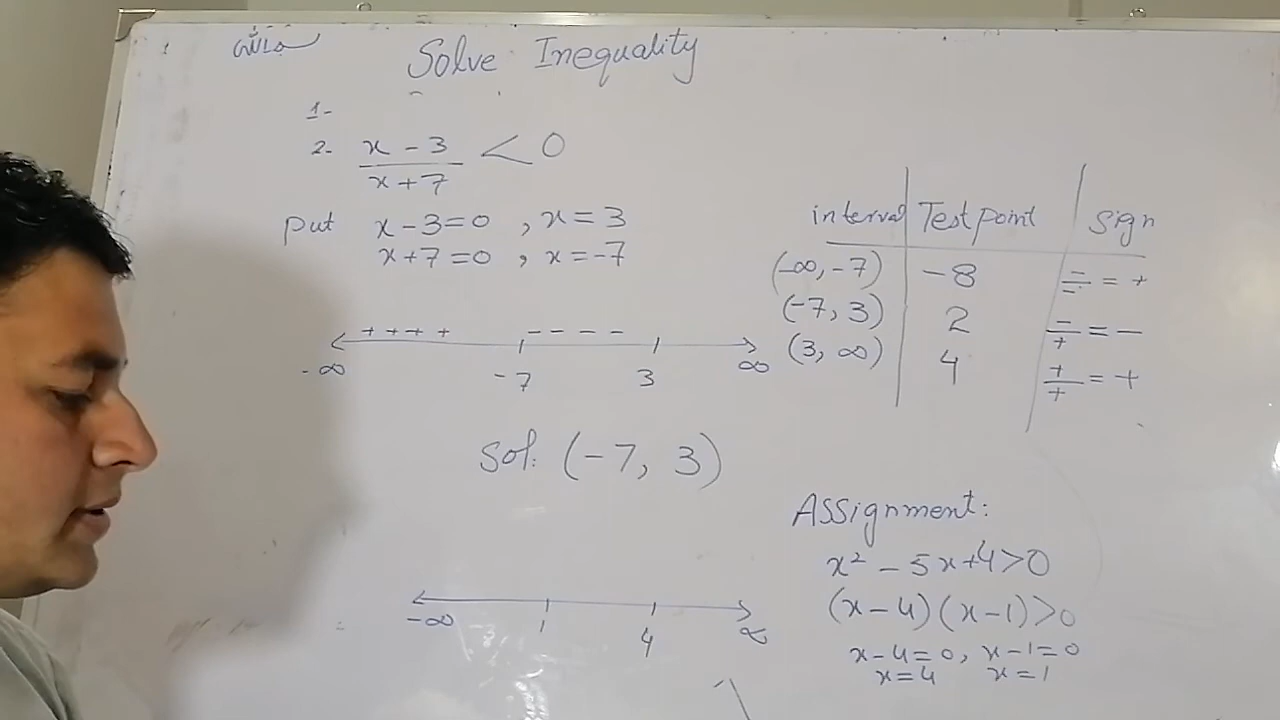 Solve Inequality
1-
2- x - 3 / x + 7 < 0
put x - 3 = 0 , x = 3
x + 7 = 0 , x = -7
+ + + + - - - -
-∞ -7 3 ∞
Sol: (-7, 3)
interval Test point Sign
(-∞, -7) -8 -/- = +
(-7, 3) 2 -/+ = -
(3, ∞) 4 +/+ = +
Assignment:
x² - 5x + 4 > 0
(x - 4) (x - 1) > 0
x - 4 = 0, x - 1 = 0
x = 4 x = 1
-∞ 1 4 ∞